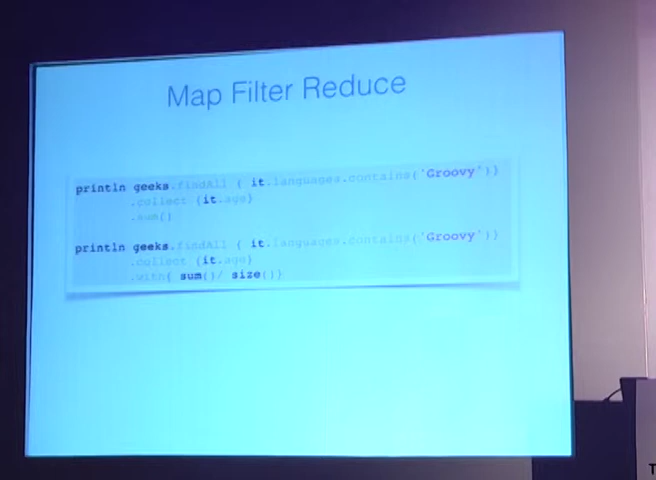 Map Filter Reduce
println geeks.findAll { it.languages.contains('Groovy')}
.collect {it.age}
.sum()
println geeks.findAll { it.languages.contains('Groovy')}
.collect {it.age}
.with{ sum()/ size()}
T